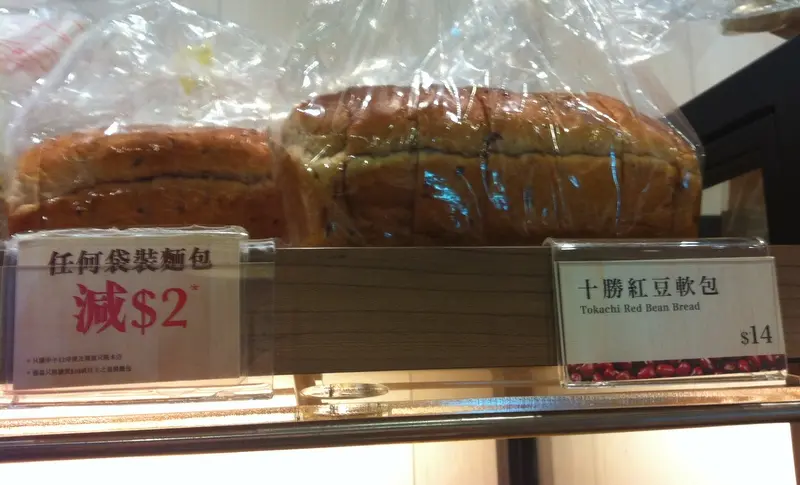 任何袋裝麵包
減$2*
十勝紅豆軟包
Tokachi Red Bean Bread
$14